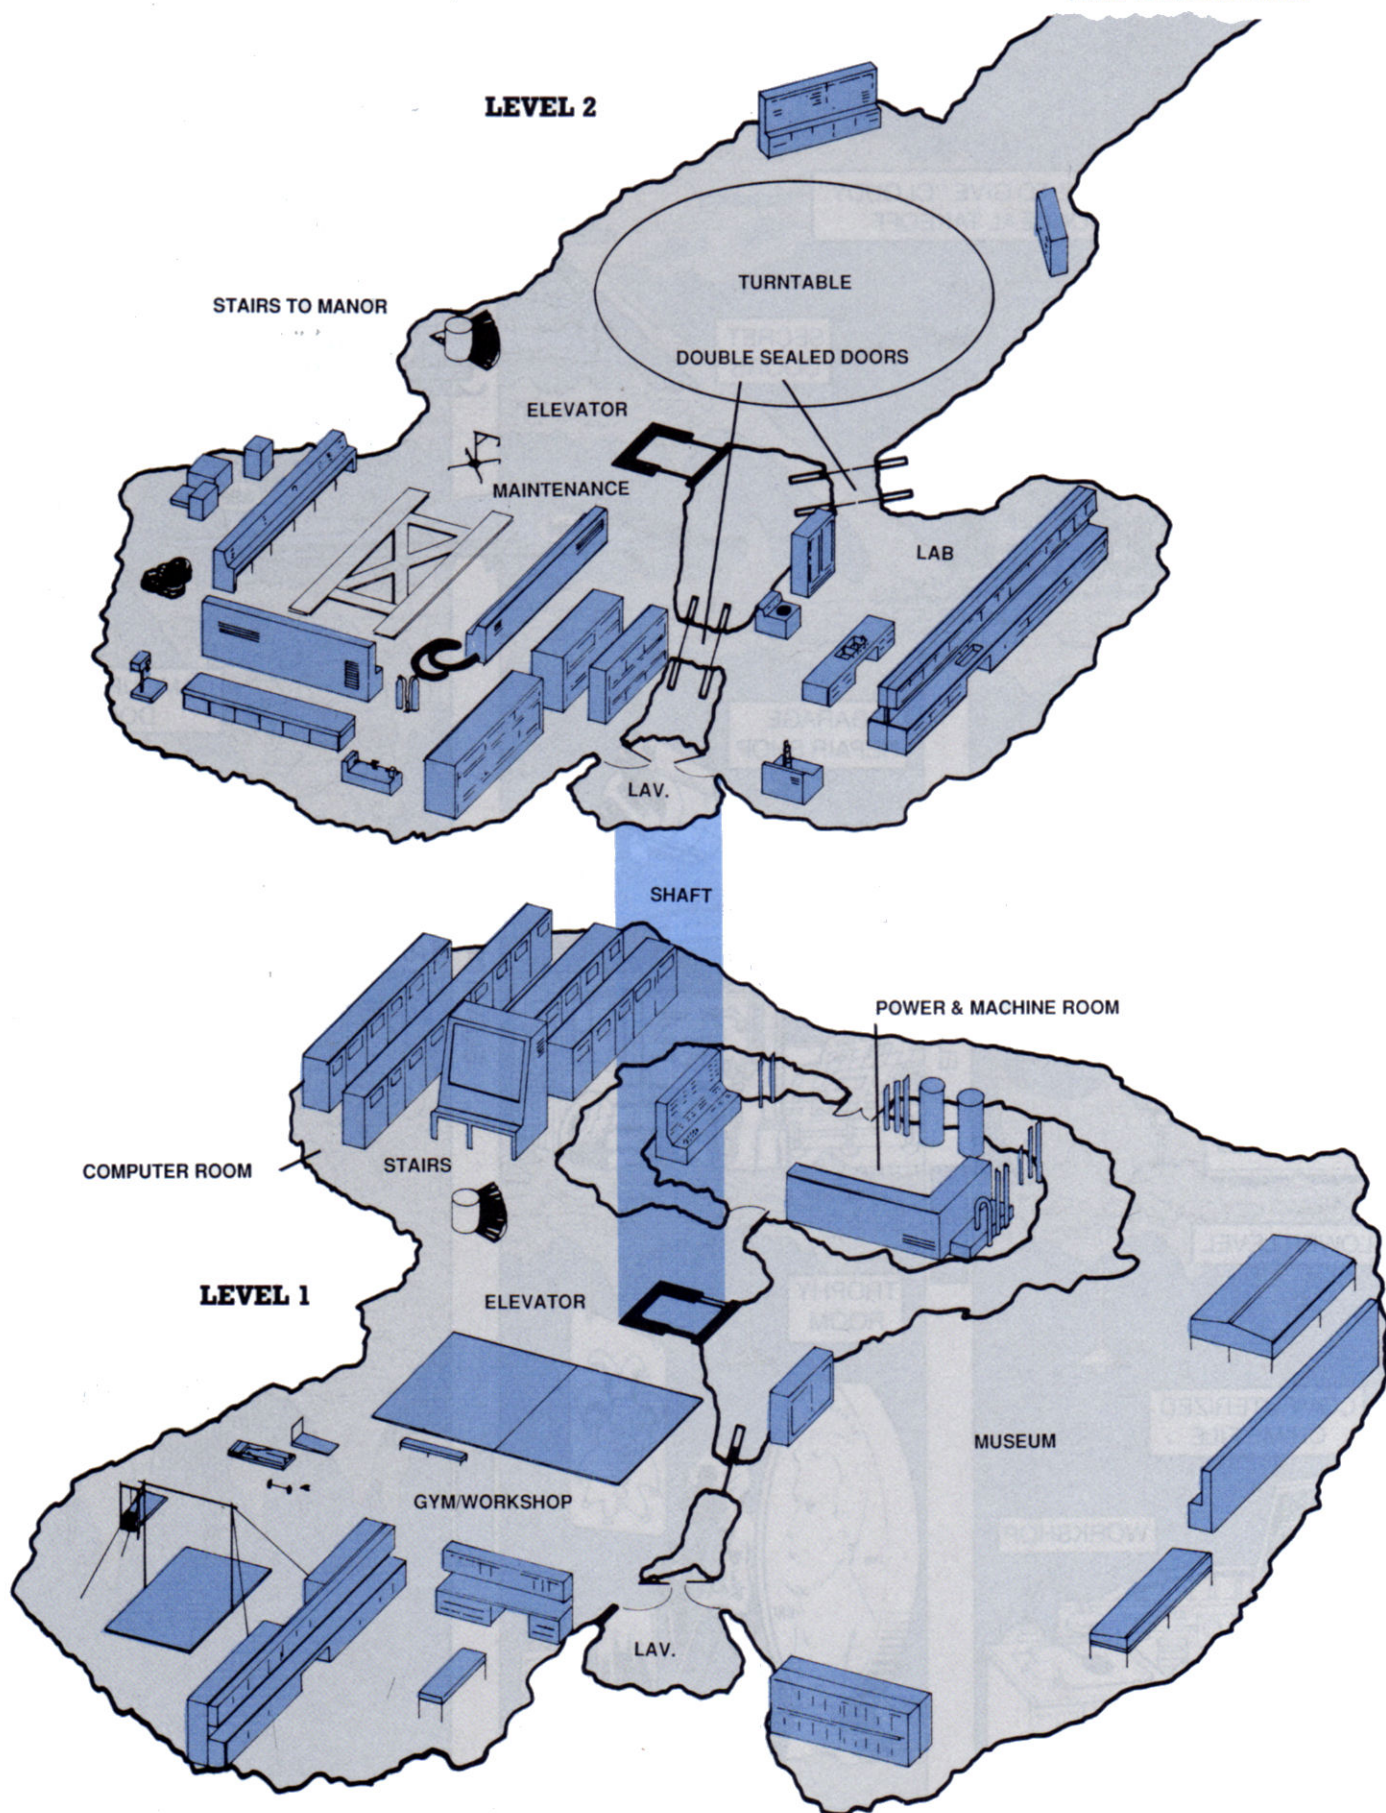 LEVEL 2
TURNTABLE
STAIRS TO MANOR
DOUBLE SEALED DOORS
ELEVATOR
MAINTENANCE
LAB
LAV.
SHAFT
POWER & MACHINE ROOM
COMPUTER ROOM
STAIRS
LEVEL 1
ELEVATOR
MUSEUM
GYM/WORKSHOP
LAV.